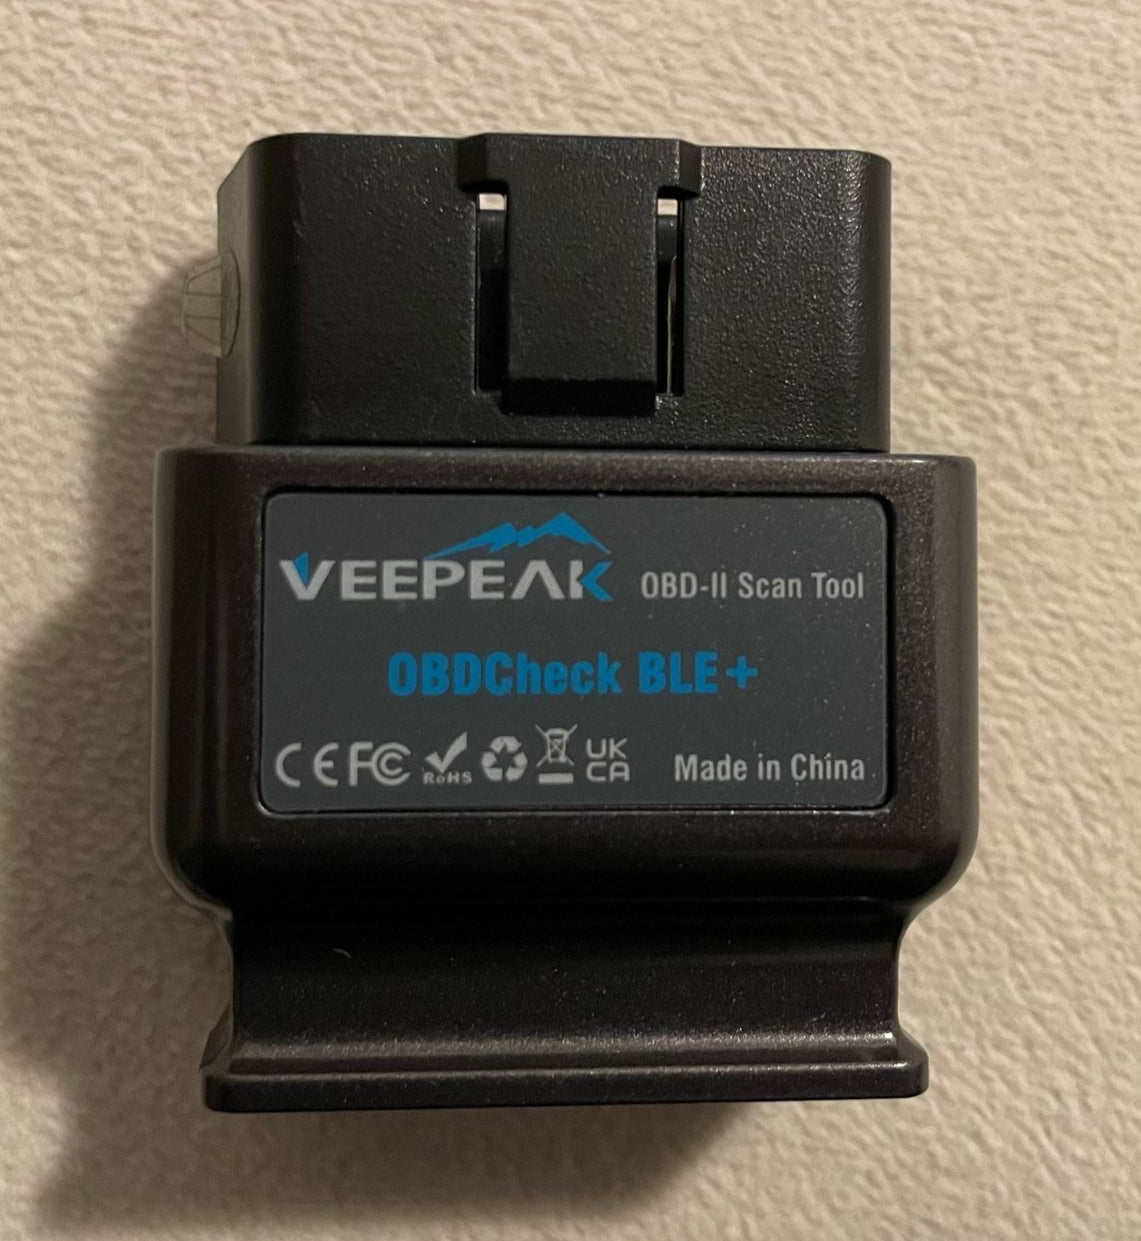 VEEPEAK OBD-II Scan Tool
OBDCheck BLE+
CE FC RoHS UK
CA Made in China